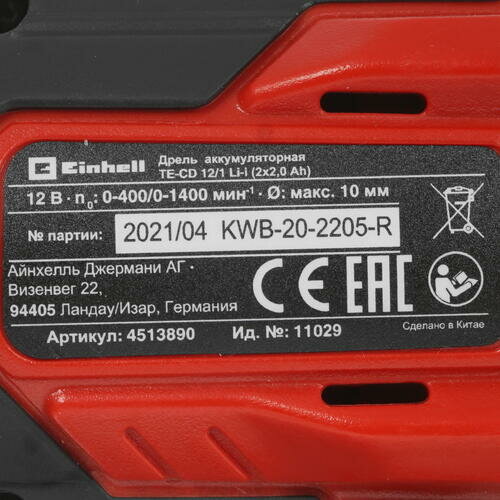 Einhell Дрель аккумуляторная
TE-CD 12/1 Li-i (2x2,0 Ah)
12 В · n₀: 0-400/0-1400 мин⁻¹ · Ø: макс. 10 мм
№ партии: 2021/04 KWB-20-2205-R
Айнхелль Джермани АГ ·
Визенвег 22,
94405 Ландау/Изар, Германия
CE EAC
Сделано в Китае
Артикул: 4513890 Ид. №: 11029